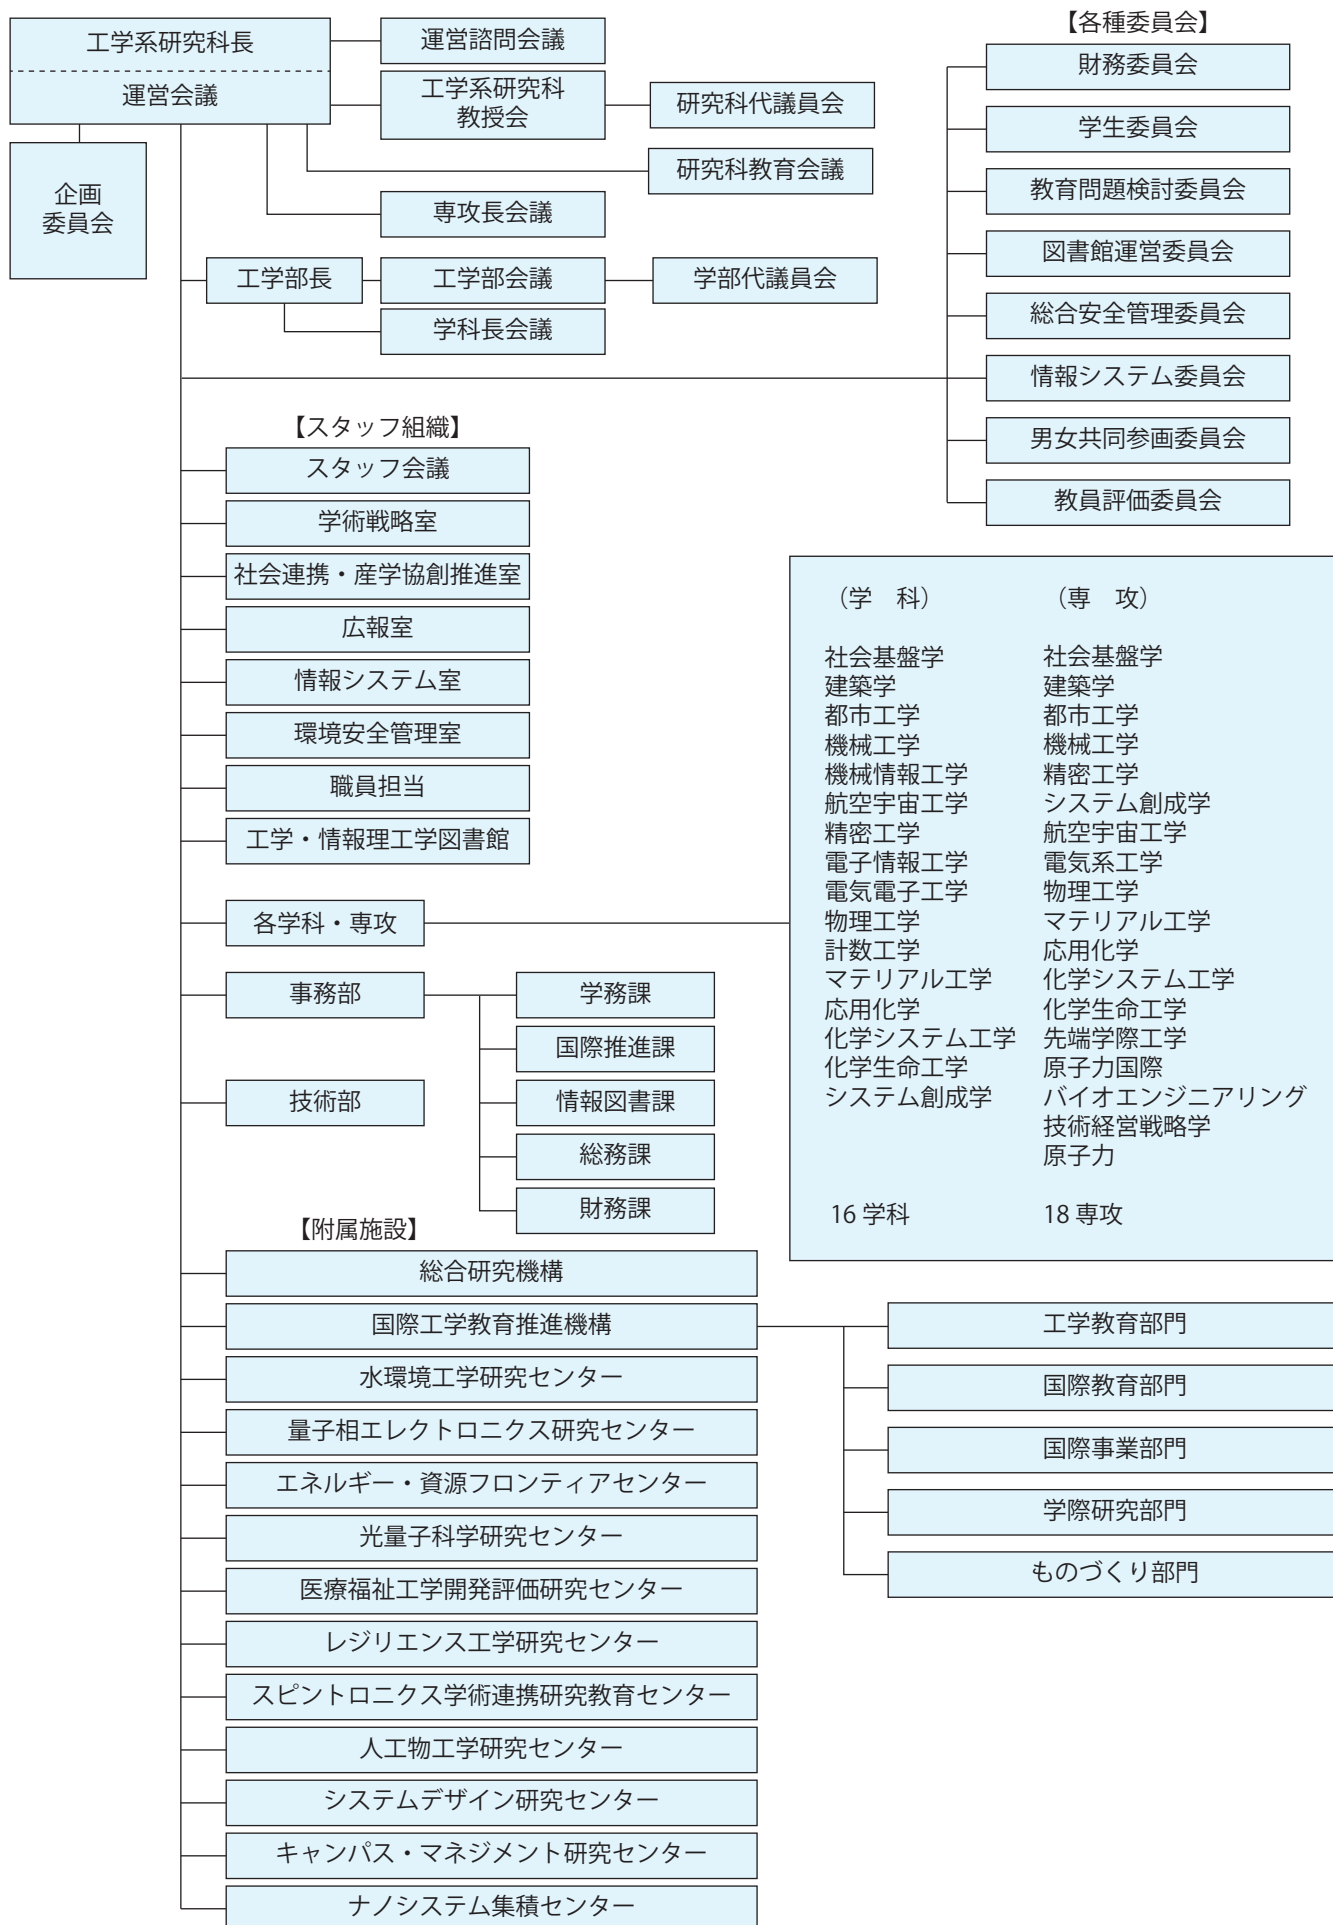 工学系研究科長
運営会議
企画
委員会
運営諮問会議
工学系研究科
教授会
研究科代議員会
研究科教育会議
専攻長会議
工学部長
工学部会議
学部代議員会
学科長会議
【各種委員会】
財務委員会
学生委員会
教育問題検討委員会
図書館運営委員会
総合安全管理委員会
情報システム委員会
男女共同参画委員会
教員評価委員会
【スタッフ組織】
スタッフ会議
学術戦略室
社会連携・産学協創推進室
広報室
情報システム室
環境安全管理室
職員担当
工学・情報理工学図書館
各学科・専攻
（学　科）
社会基盤学
建築学
都市工学
機械工学
機械情報工学
航空宇宙工学
精密工学
電子情報工学
電気電子工学
物理工学
計数工学
マテリアル工学
応用化学
化学システム工学
化学生命工学
システム創成学
16 学科
（専　攻）
社会基盤学
建築学
都市工学
機械工学
精密工学
システム創成学
航空宇宙工学
電気系工学
物理工学
マテリアル工学
応用化学
化学システム工学
化学生命工学
先端学際工学
原子力国際
バイオエンジニアリング
技術経営戦略学
原子力
18 専攻
事務部
学務課
国際推進課
情報図書課
総務課
財務課
技術部
【附属施設】
総合研究機構
国際工学教育推進機構
水環境工学研究センター
量子相エレクトロニクス研究センター
エネルギー・資源フロンティアセンター
光量子科学研究センター
医療福祉工学開発評価研究センター
レジリエンス工学研究センター
スピントロニクス学術連携研究教育センター
人工物工学研究センター
システムデザイン研究センター
キャンパス・マネジメント研究センター
ナノシステム集積センター
工学教育部門
国際教育部門
国際事業部門
学際研究部門
ものづくり部門